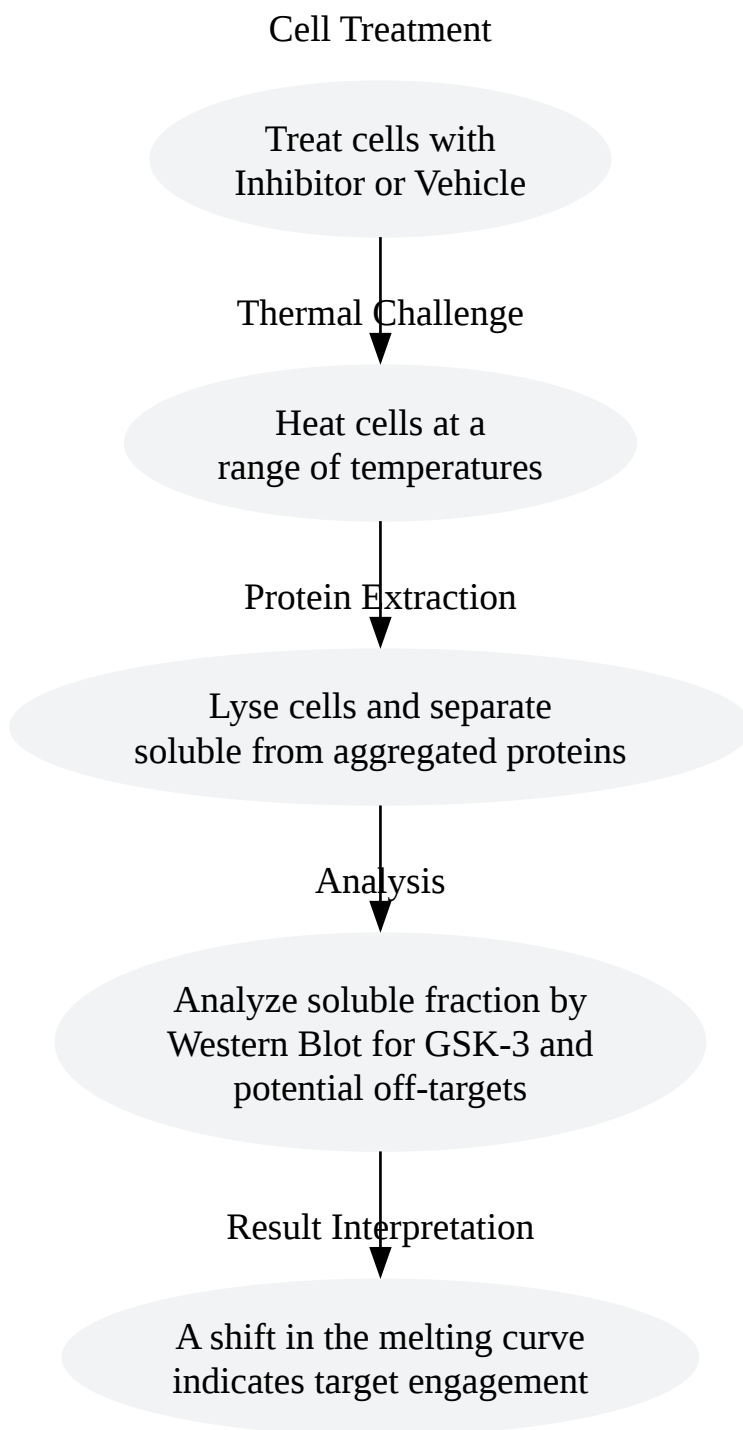 Cell Treatment
Treat cells with
Inhibitor or Vehicle
Thermal Challenge
Heat cells at a
range of temperatures
Protein Extraction
Lyse cells and separate
soluble from aggregated proteins
Analysis
Analyze soluble fraction by
Western Blot for GSK-3 and
potential off-targets
Result Interpretation
A shift in the melting curve
indicates target engagement